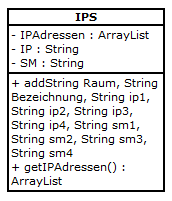 IPS
- IPAdressen : ArrayList
- IP : String
- SM : String
+ addString Raum, String
Bezeichnung, String ip1,
String ip2, String ip3,
String ip4, String sm1,
String sm2, String sm3,
String sm4
+ getIPAdressen() :
ArrayList